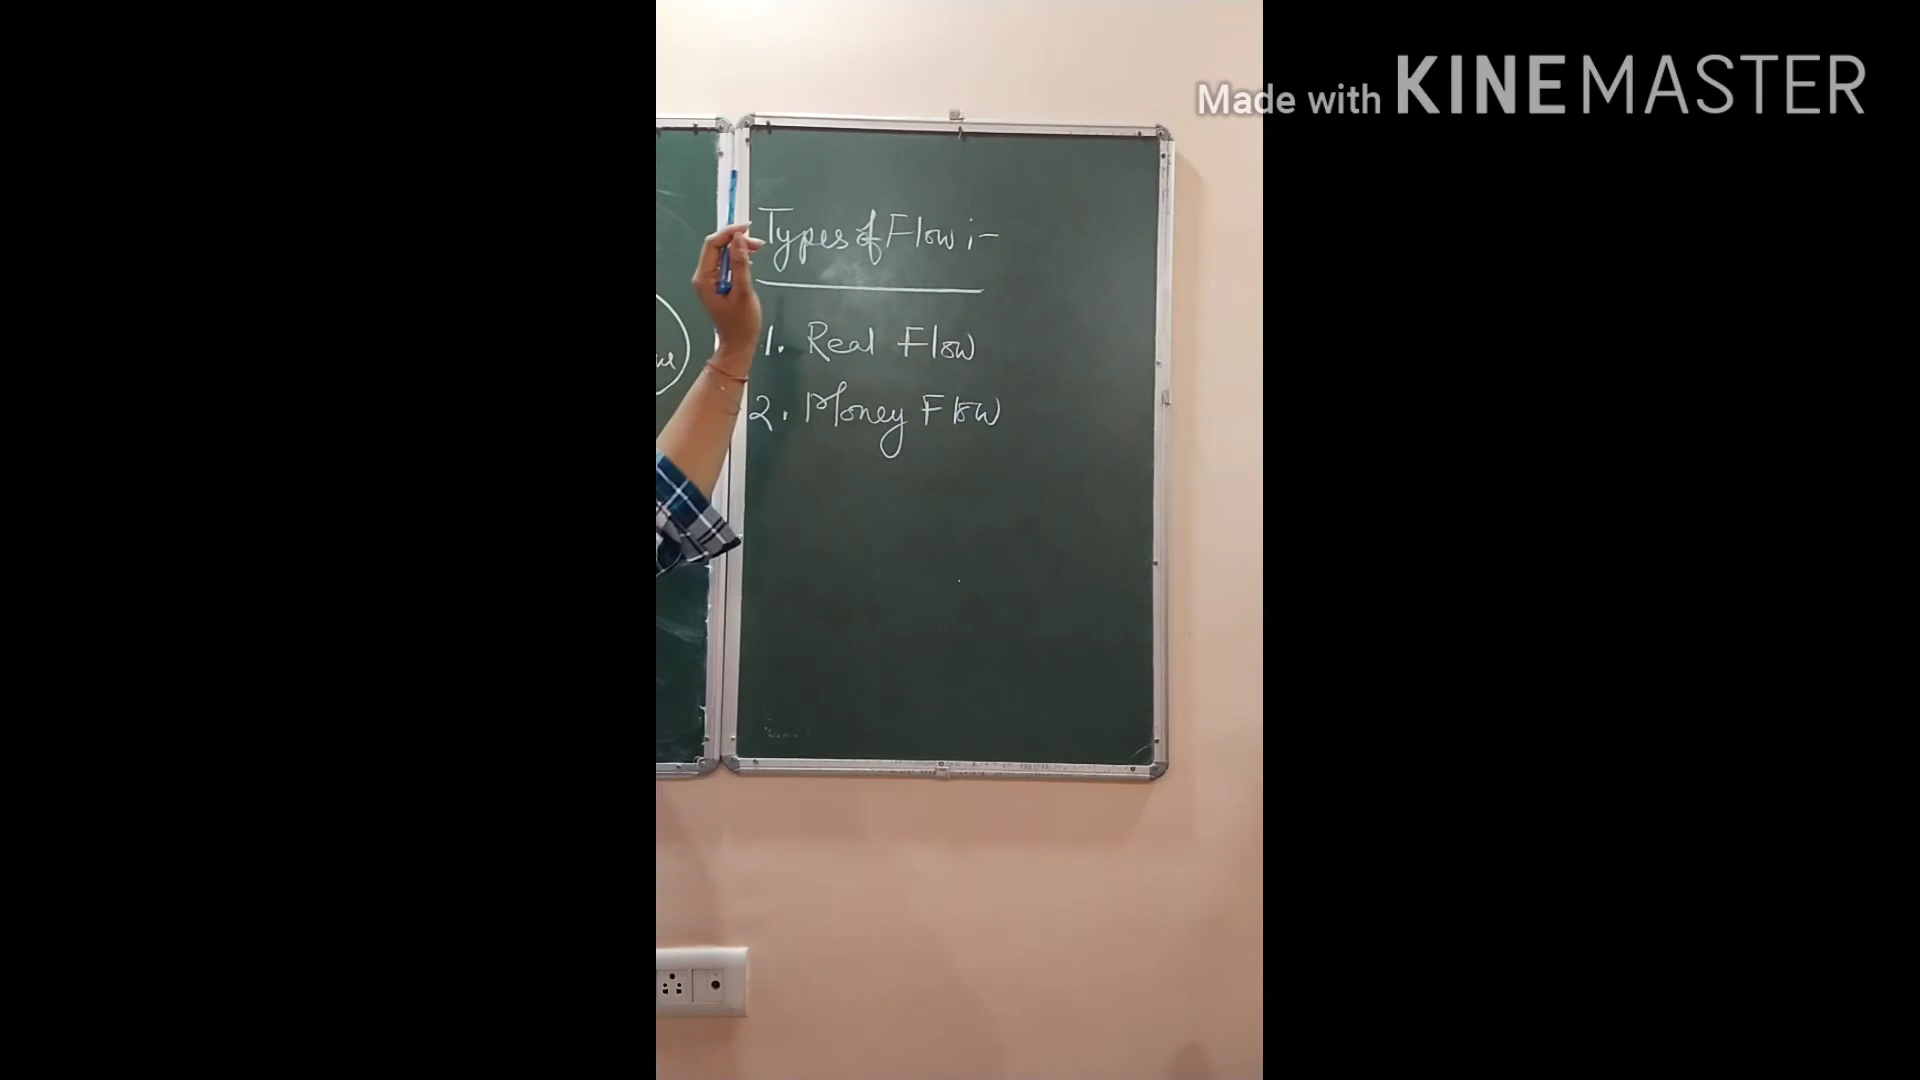 Made with KINEMASTER
Types of Flow :-
1. Real Flow
2. Money Flow